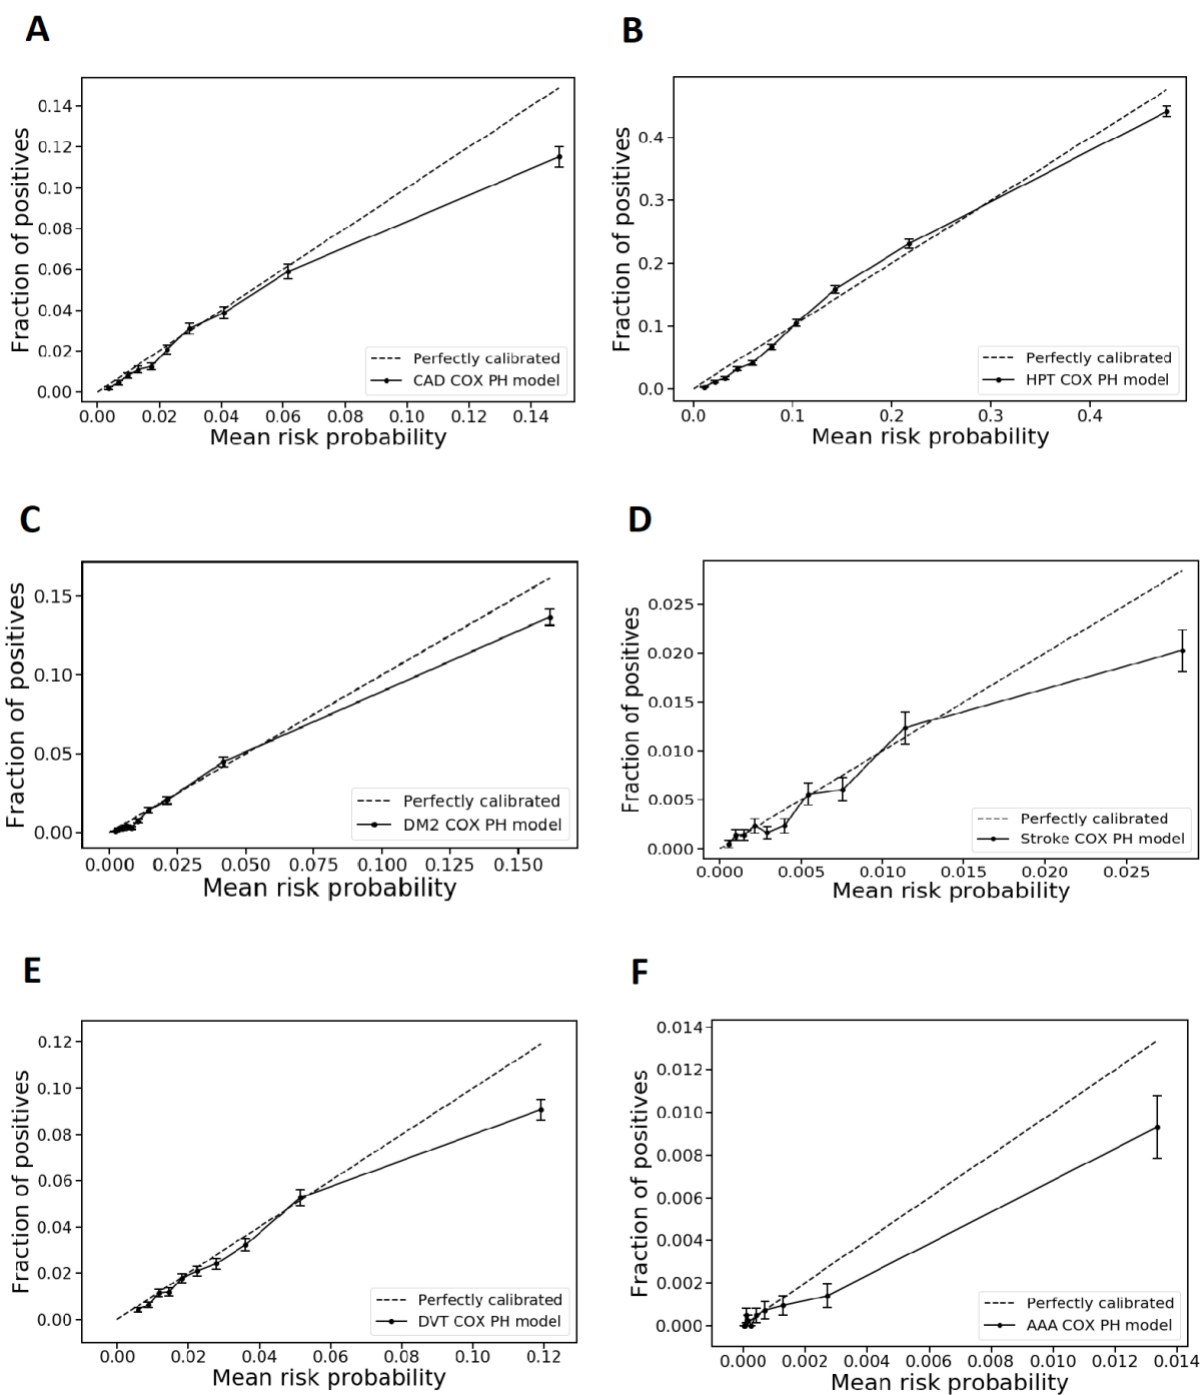 A
Fraction of positives
0.14
0.12
0.10
0.08
0.06
0.04
0.02
0.00
Perfectly calibrated
CAD COX PH model
0.00 0.02 0.04 0.06 0.08 0.10 0.12 0.14
Mean risk probability
B
Fraction of positives
0.4
0.3
0.2
0.1
0.0
Perfectly calibrated
HPT COX PH model
0.0 0.1 0.2 0.3 0.4
Mean risk probability
C
Fraction of positives
0.15
0.10
0.05
0.00
Perfectly calibrated
DM2 COX PH model
0.000 0.025 0.050 0.075 0.100 0.125 0.150
Mean risk probability
D
Fraction of positives
0.025
0.020
0.015
0.010
0.005
0.000
Perfectly calibrated
Stroke COX PH model
0.000 0.005 0.010 0.015 0.020 0.025
Mean risk probability
E
Fraction of positives
0.12
0.10
0.08
0.06
0.04
0.02
0.00
Perfectly calibrated
DVT COX PH model
0.00 0.02 0.04 0.06 0.08 0.10 0.12
Mean risk probability
F
Fraction of positives
0.014
0.012
0.010
0.008
0.006
0.004
0.002
0.000
Perfectly calibrated
AAA COX PH model
0.000 0.002 0.004 0.006 0.008 0.010 0.012 0.014
Mean risk probability